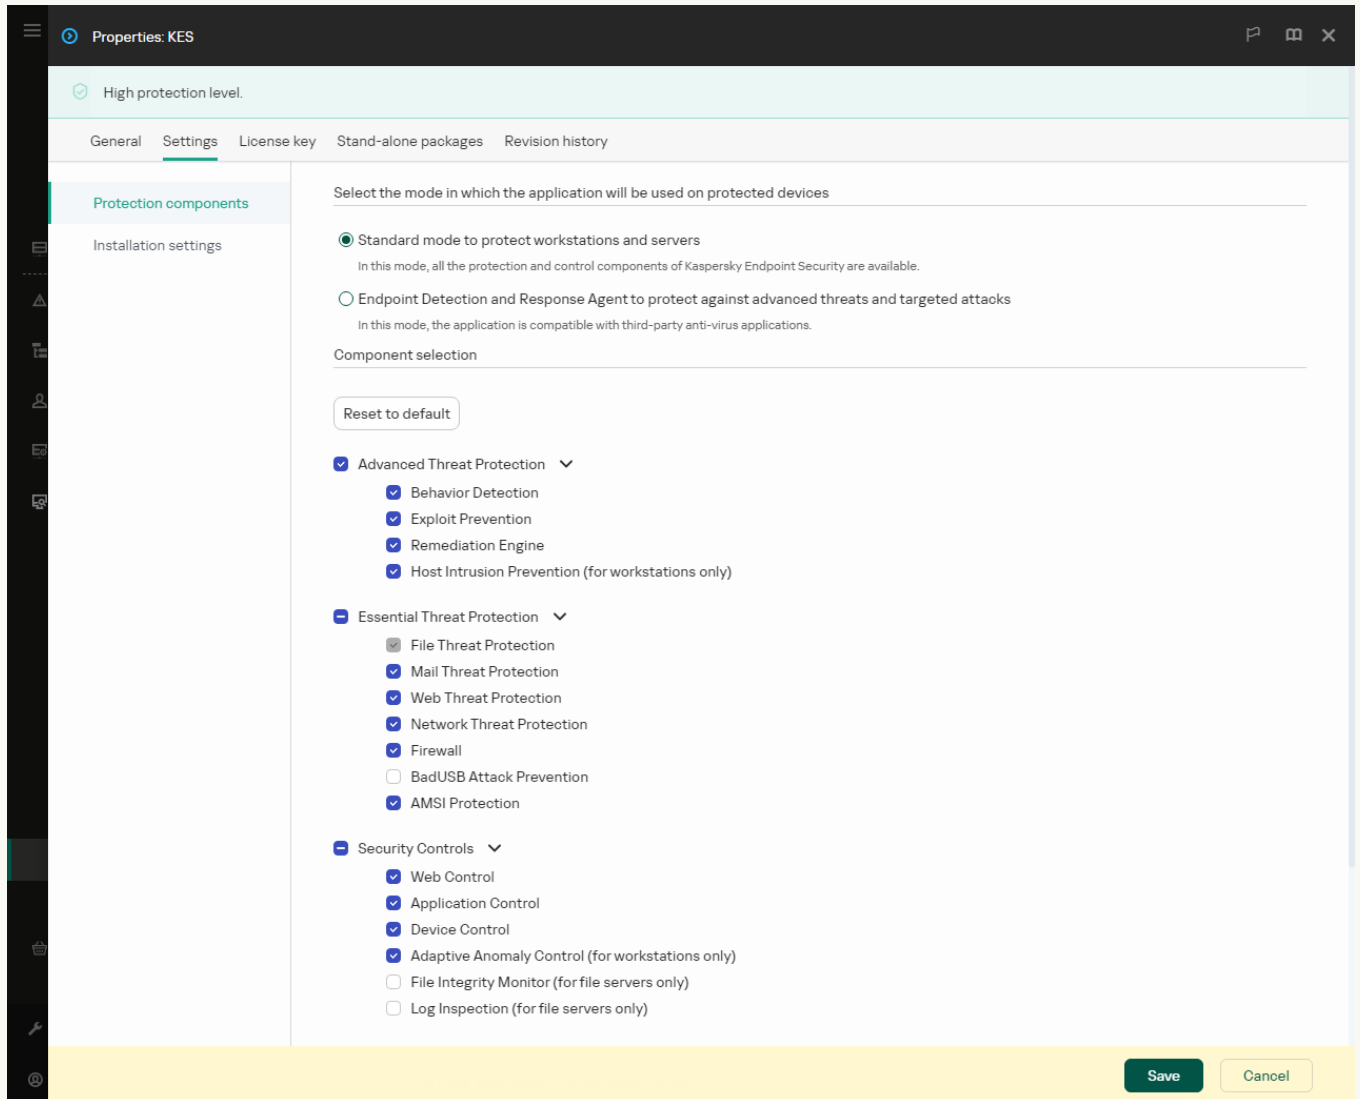 Properties: KES
High protection level.
General Settings License key Stand-alone packages Revision history
Protection components
Installation settings
Select the mode in which the application will be used on protected devices
Standard mode to protect workstations and servers
In this mode, all the protection and control components of Kaspersky Endpoint Security are available.
Endpoint Detection and Response Agent to protect against advanced threats and targeted attacks
In this mode, the application is compatible with third-party anti-virus applications.
Component selection
Reset to default
Advanced Threat Protection
Behavior Detection
Exploit Prevention
Remediation Engine
Host Intrusion Prevention (for workstations only)
Essential Threat Protection
File Threat Protection
Mail Threat Protection
Web Threat Protection
Network Threat Protection
Firewall
BadUSB Attack Prevention
AMSI Protection
Security Controls
Web Control
Application Control
Device Control
Adaptive Anomaly Control (for workstations only)
File Integrity Monitor (for file servers only)
Log Inspection (for file servers only)
Save Cancel